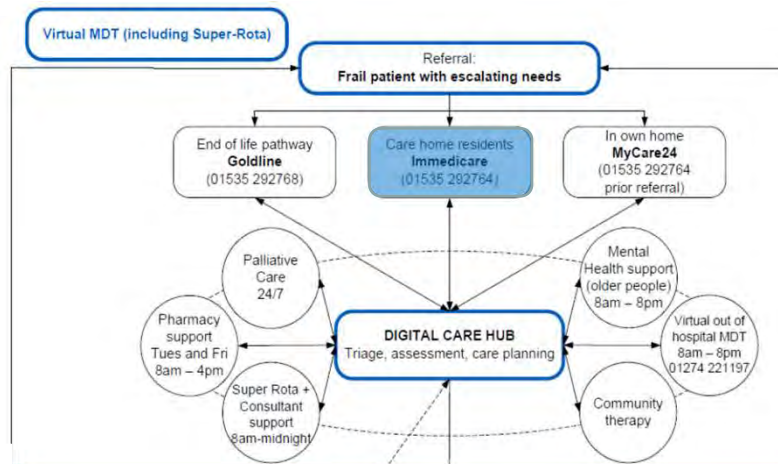 Virtual MDT (including Super-Rota)
Referral:
Frail patient with escalating needs
End of life pathway
Goldline
(01535 292768)
Care home residents
Immedicare
(01535 292764)
In own home
MyCare24
(01535 292764
prior referral)
Palliative
Care
24/7
Mental
Health support
(older people)
8am – 8pm
Pharmacy
support
Tues and Fri
8am – 4pm
DIGITAL CARE HUB
Triage, assessment, care planning
Virtual out of
hospital MDT
8am – 8pm
01274 221197
Super Rota +
Consultant
support
8am-midnight
Community
therapy